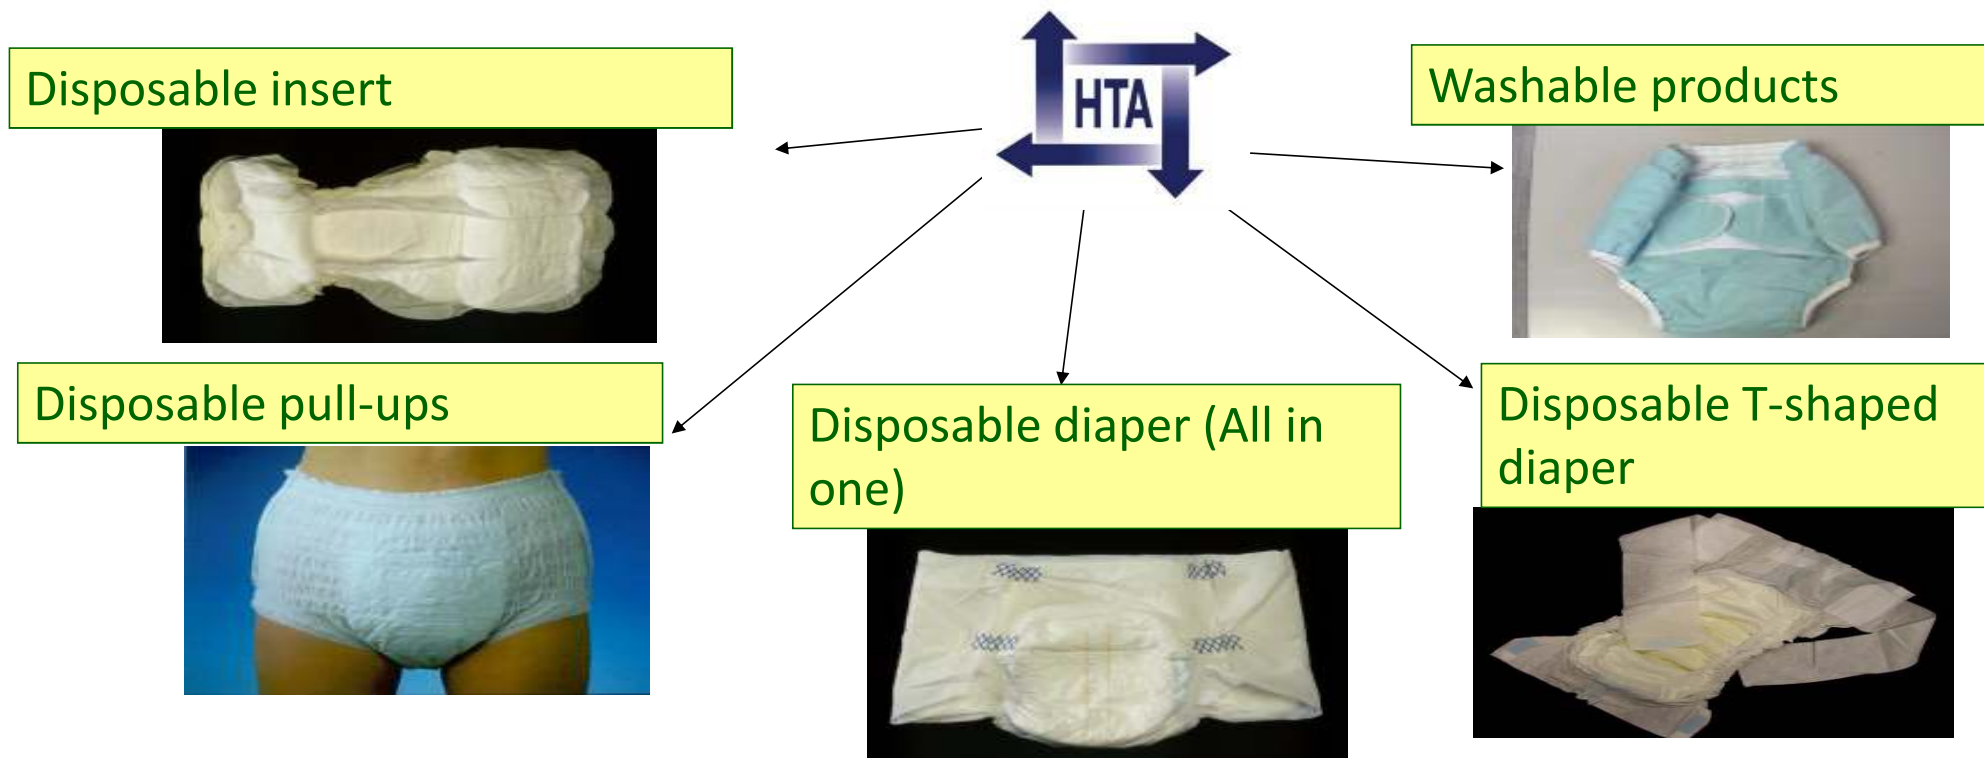 Disposable insert
HTA
Washable products
Disposable pull-ups
Disposable diaper (All in
one)
Disposable T-shaped
diaper